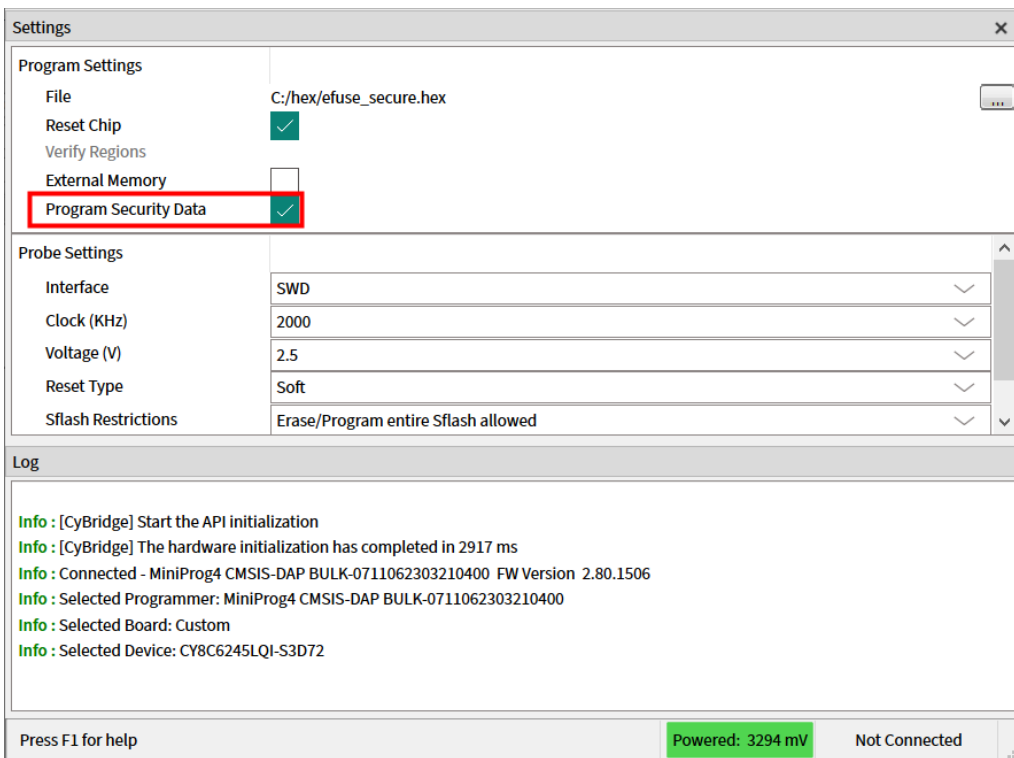 Settings
Program Settings
File C:/hex/efuse_secure.hex ...
Reset Chip
Verify Regions
External Memory
Program Security Data
Probe Settings
Interface SWD
Clock (KHz) 2000
Voltage (V) 2.5
Reset Type Soft
Sflash Restrictions Erase/Program entire Sflash allowed
Log
Info : [CyBridge] Start the API initialization
Info : [CyBridge] The hardware initialization has completed in 2917 ms
Info : Connected - MiniProg4 CMSIS-DAP BULK-0711062303210400 FW Version 2.80.1506
Info : Selected Programmer: MiniProg4 CMSIS-DAP BULK-0711062303210400
Info : Selected Board: Custom
Info : Selected Device: CY8C6245LQI-S3D72
Press F1 for help Powered: 3294 mV Not Connected